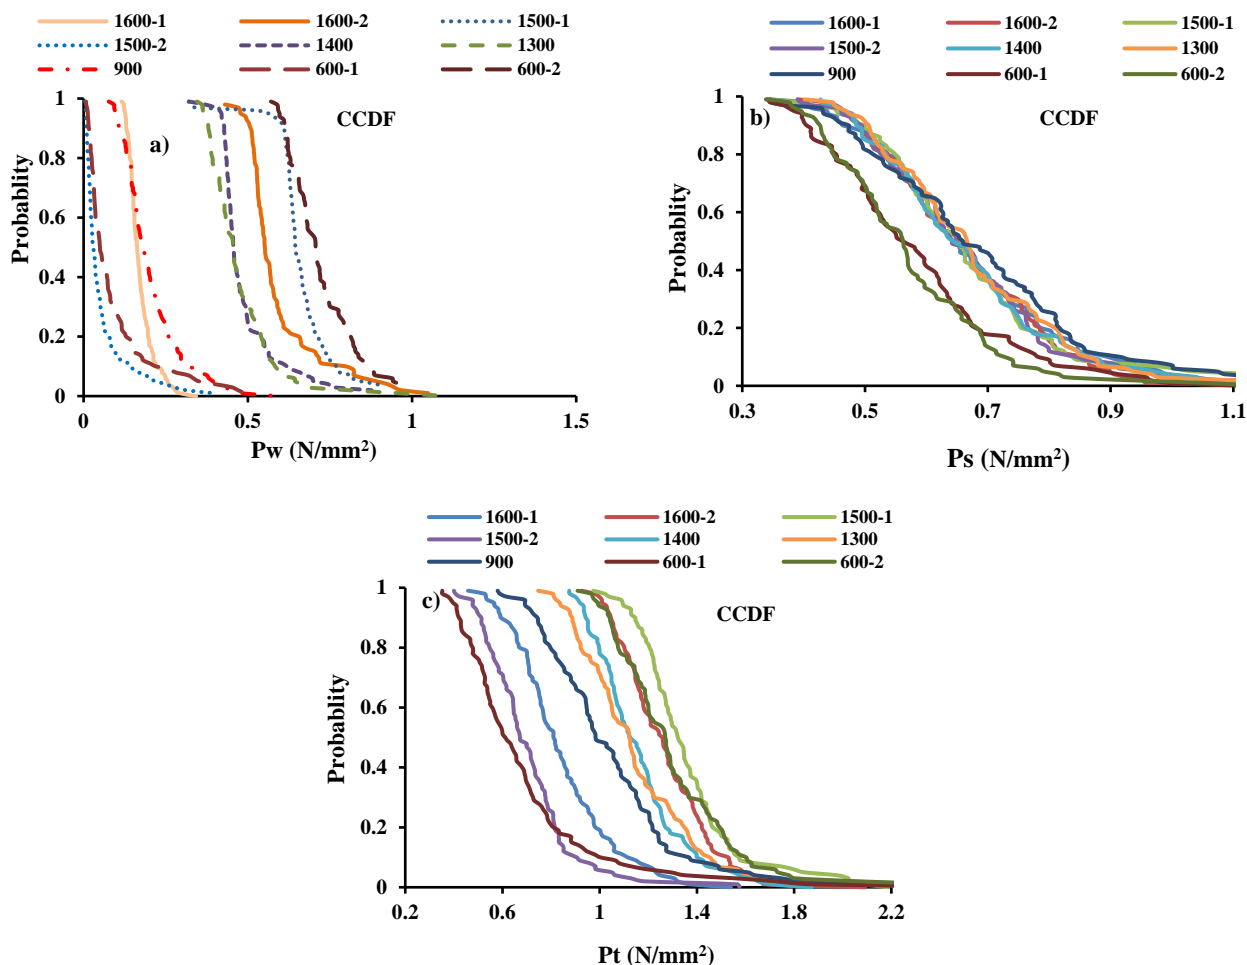 1600-1 1600-2 1500-1
1500-2 1400 1300
900 600-1 600-2
1
0.8
0.6
0.4
0.2
0
Probablity
a)
CCDF
0 0.5 1 1.5
Pw (N/mm²)
1600-1 1600-2 1500-1
1500-2 1400 1300
900 600-1 600-2
1
0.8
0.6
0.4
0.2
0
Probablity
b)
CCDF
0.3 0.5 0.7 0.9 1.1
Ps (N/mm²)
1600-1 1600-2 1500-1
1500-2 1400 1300
900 600-1 600-2
1
0.8
0.6
0.4
0.2
0
Probablity
c)
CCDF
0.2 0.6 1 1.4 1.8 2.2
Pt (N/mm²)